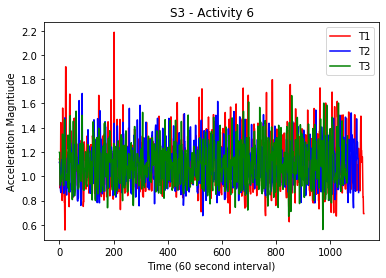 S3 - Activity 6
T1
T2
T3
Acceleration Magntiude
2.2
2.0
1.8
1.6
1.4
1.2
1.0
0.8
0.6
0
200
400
600
800
1000
Time (60 second interval)